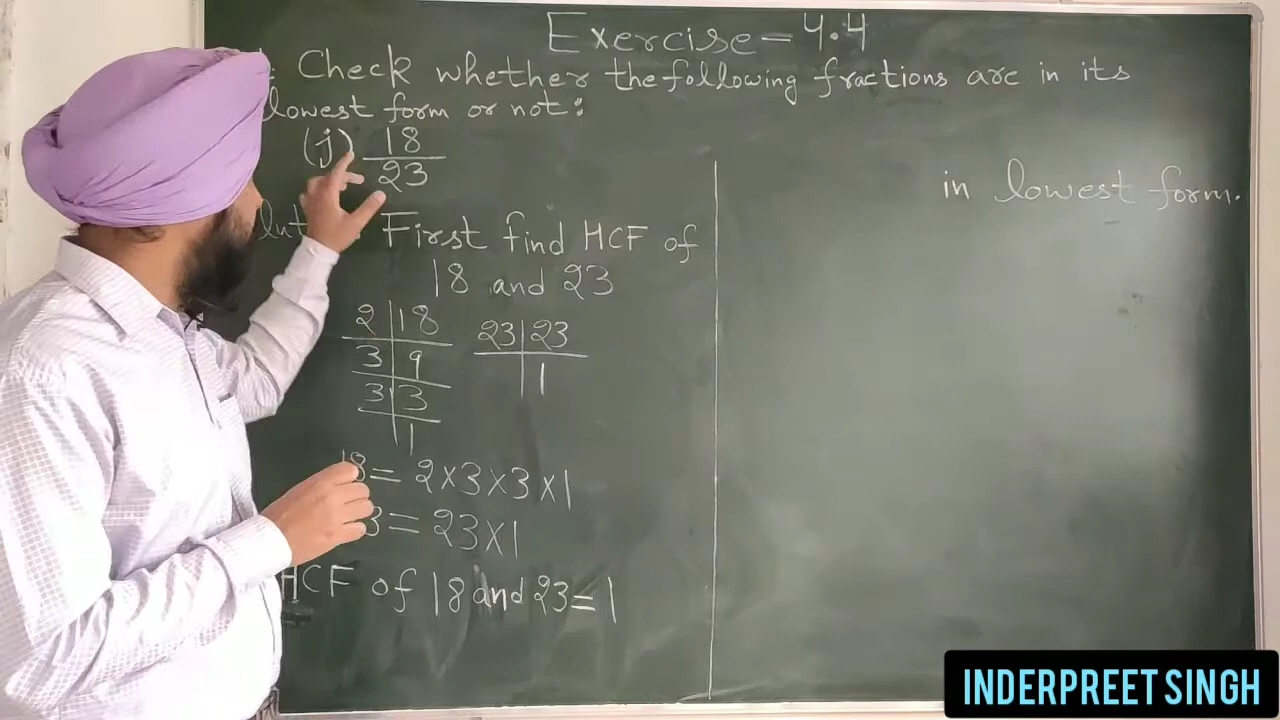 Exercise-4.4
. Check whether the following fractions are in its
lowest form or not:
(j) 18
23
in lowest form.
First find HCF of
18 and 23
2 | 18
3 | 9
3 | 3
1
23 | 23
1
18= 2×3×3×1
3= 23×1
HCF of 18 and 23=1
INDERPREET SINGH